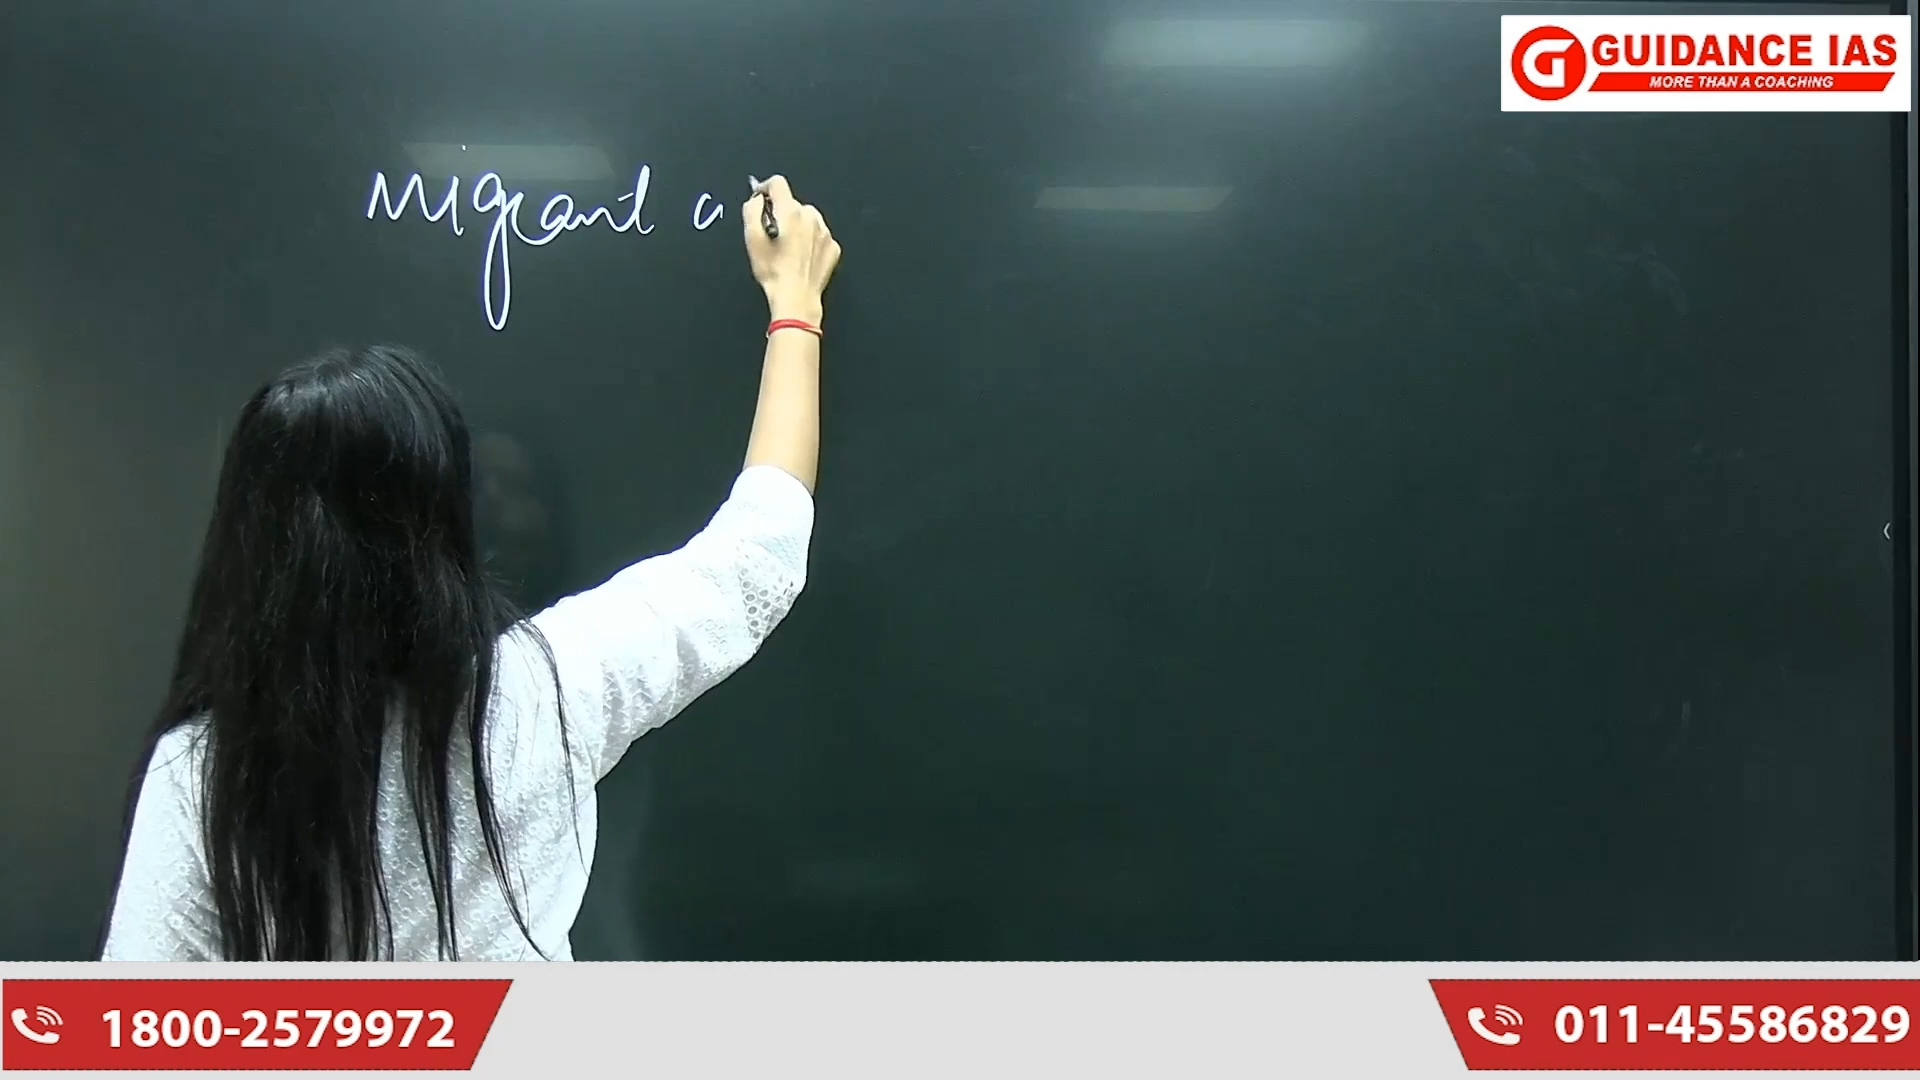 GUIDANCE IAS
MORE THAN A COACHING
Migrant
1800-2579972
011-45586829